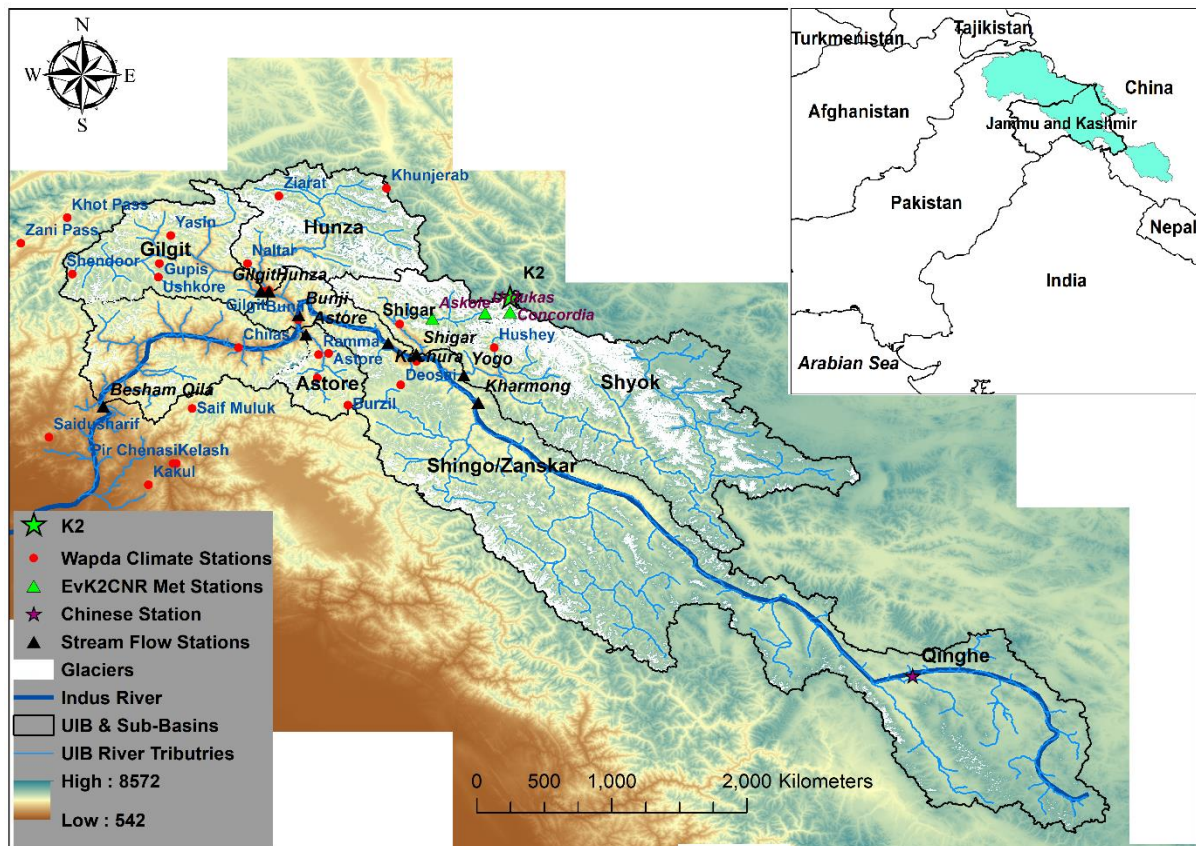 N
W
E
S
Khot Pass
Zani Pass
Yasin
Ziarat
Khunjerab
Hunza
Gilgit
Naltar
Shendoor
Gupis
Ushkore
Gilgit
Hunza
K2
Gilgit
Bunji
Bunji
Astore
Askole
Urdukas
Concordia
Shigar
Shigar
Hushey
Chilas
Ramma
Astore
Kachura
Yogo
Deosai
Kharmong
Shyok
Besham Qila
Astore
Saif Muluk
Burzil
Saidusharif
Pir Chenasi
Kelash
Kakul
Shingo/Zanskar
Qinghe
K2
Wapda Climate Stations
EvK2CNR Met Stations
Chinese Station
Stream Flow Stations
Glaciers
Indus River
UIB & Sub-Basins
UIB River Tributries
High : 8572
Low : 542
0 500 1,000 2,000 Kilometers
Turkmenistan
Tajikistan
China
Afghanistan
Jammu and Kashmir
Pakistan
Nepal
India
Arabian Sea